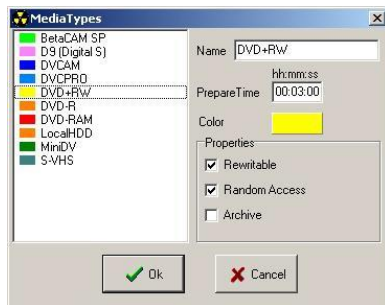 MediaTypes
BetaCAM SP
D9 (Digital S)
DVCAM
DVCPRO
DVD+RW
DVD-R
DVD-RAM
LocalHDD
MiniDV
S-VHS
Name DVD+RW
hh:mm:ss
PrepareTime 00:03:00
Color
Properties
Rewritable
Random Access
Archive
Ok
Cancel